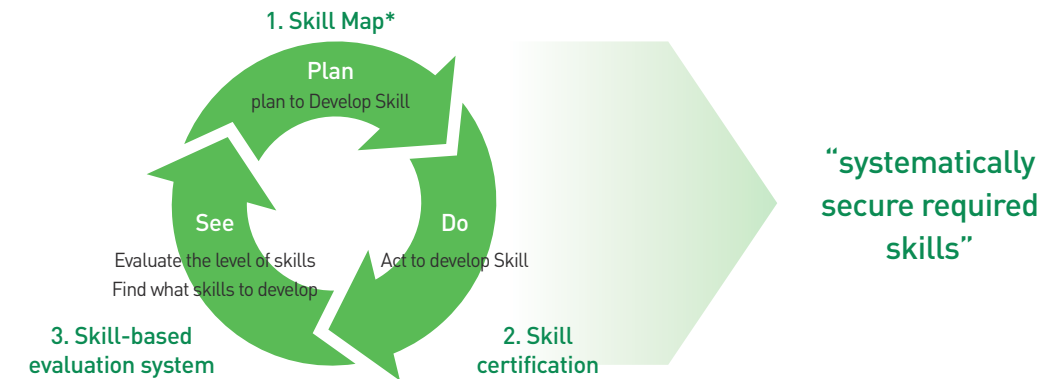 1. Skill Map*
Plan
plan to Develop Skill
Do
Act to develop Skill
2. Skill
certification
See
Evaluate the level of skills
Find what skills to develop
3. Skill-based
evaluation system
“systematically
secure required
skills”